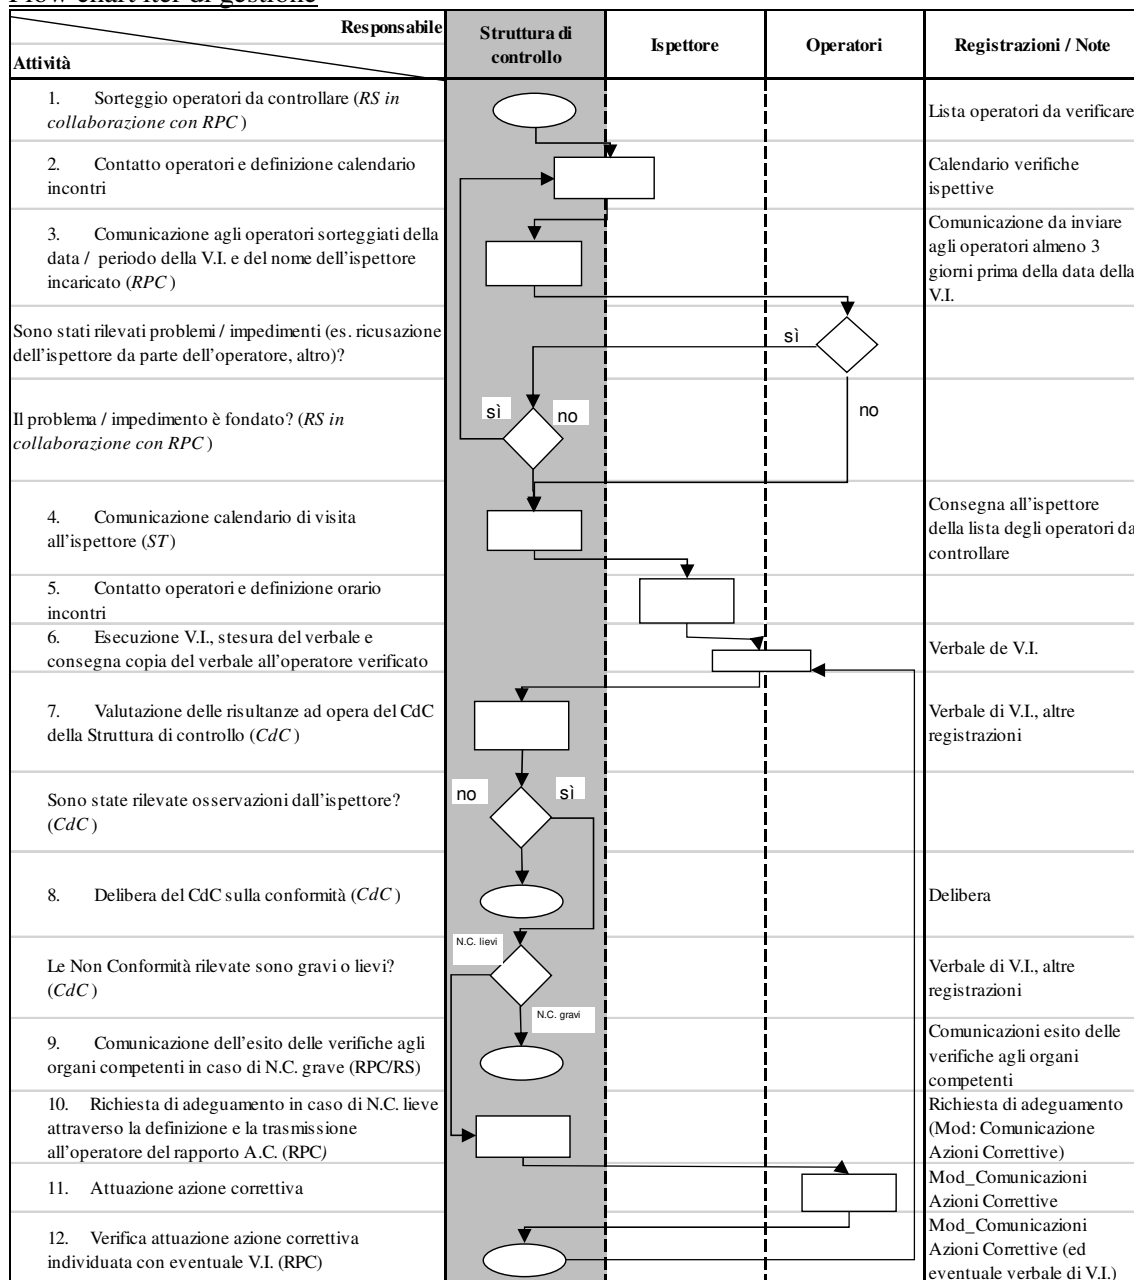 Flow chart iter di gestione
Responsabile
Attività
Struttura di
controllo
Ispettore
Operatori
Registrazioni / Note
1. Sorteggio operatori da controllare (RS in
collaborazione con RPC )
Lista operatori da verificare
2. Contatto operatori e definizione calendario
incontri
Calendario verifiche
ispettive
3. Comunicazione agli operatori sorteggiati della
data / periodo della V.I. e del nome dell'ispettore
incaricato (RPC )
Comunicazione da inviare
agli operatori almeno 3
giorni prima della data della
V.I.
Sono stati rilevati problemi / impedimenti (es. ricusazione
dell'ispettore da parte dell'operatore, altro)?
sì
no
Il problema / impedimento è fondato? (RS in
collaborazione con RPC )
sì
no
4. Comunicazione calendario di visita
all'ispettore (ST )
Consegna all'ispettore
della lista degli operatori da
controllare
5. Contatto operatori e definizione orario
incontri
6. Esecuzione V.I., stesura del verbale e
consegna copia del verbale all'operatore verificato
Verbale de V.I.
7. Valutazione delle risultanze ad opera del CdC
della Struttura di controllo (CdC )
Verbale di V.I., altre
registrazioni
Sono state rilevate osservazioni dall'ispettore?
(CdC )
no
sì
8. Delibera del CdC sulla conformità (CdC )
Delibera
Le Non Conformità rilevate sono gravi o lievi?
(CdC )
N.C. lievi
N.C. gravi
Verbale di V.I., altre
registrazioni
9. Comunicazione dell'esito delle verifiche agli
organi competenti in caso di N.C. grave (RPC/RS)
Comunicazioni esito delle
verifiche agli organi
competenti
10. Richiesta di adeguamento in caso di N.C. lieve
attraverso la definizione e la trasmissione
all'operatore del rapporto A.C. (RPC)
Richiesta di adeguamento
(Mod: Comunicazione
Azioni Correttive)
11. Attuazione azione correttiva
Mod_Comunicazioni
Azioni Correttive
12. Verifica attuazione azione correttiva
individuata con eventuale V.I. (RPC)
Mod_Comunicazioni
Azioni Correttive (ed
eventuale verbale di V.I.)